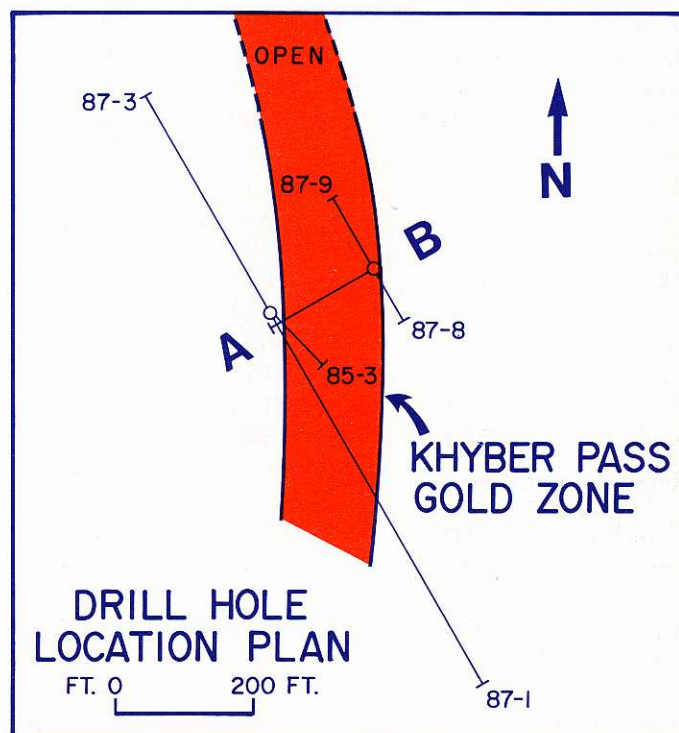 OPEN
87-3
87-9
N
B
A
87-8
85-3
KHYBER PASS
GOLD ZONE
DRILL HOLE
LOCATION PLAN
FT. 0 200 FT.
87-1